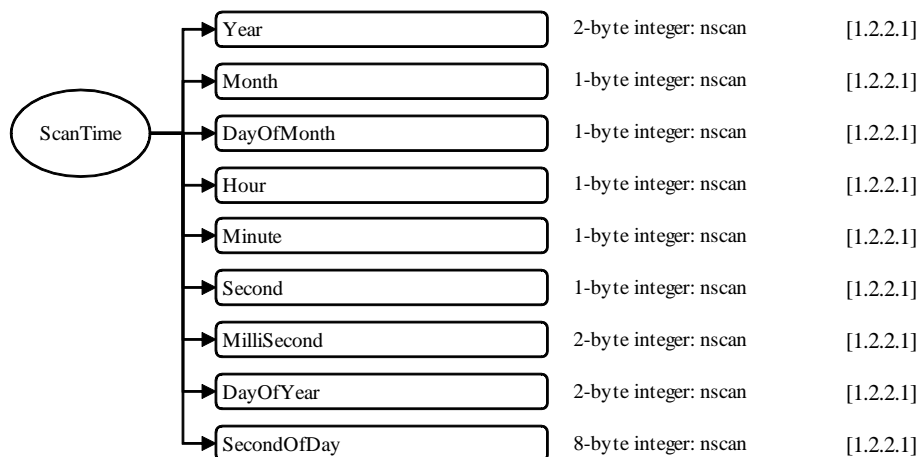 Year 2-byte integer: nscan [1.2.2.1]
Month 1-byte integer: nscan [1.2.2.1]
ScanTime DayOfMonth 1-byte integer: nscan [1.2.2.1]
Hour 1-byte integer: nscan [1.2.2.1]
Minute 1-byte integer: nscan [1.2.2.1]
Second 1-byte integer: nscan [1.2.2.1]
MilliSecond 2-byte integer: nscan [1.2.2.1]
DayOfYear 2-byte integer: nscan [1.2.2.1]
SecondOfDay 8-byte integer: nscan [1.2.2.1]